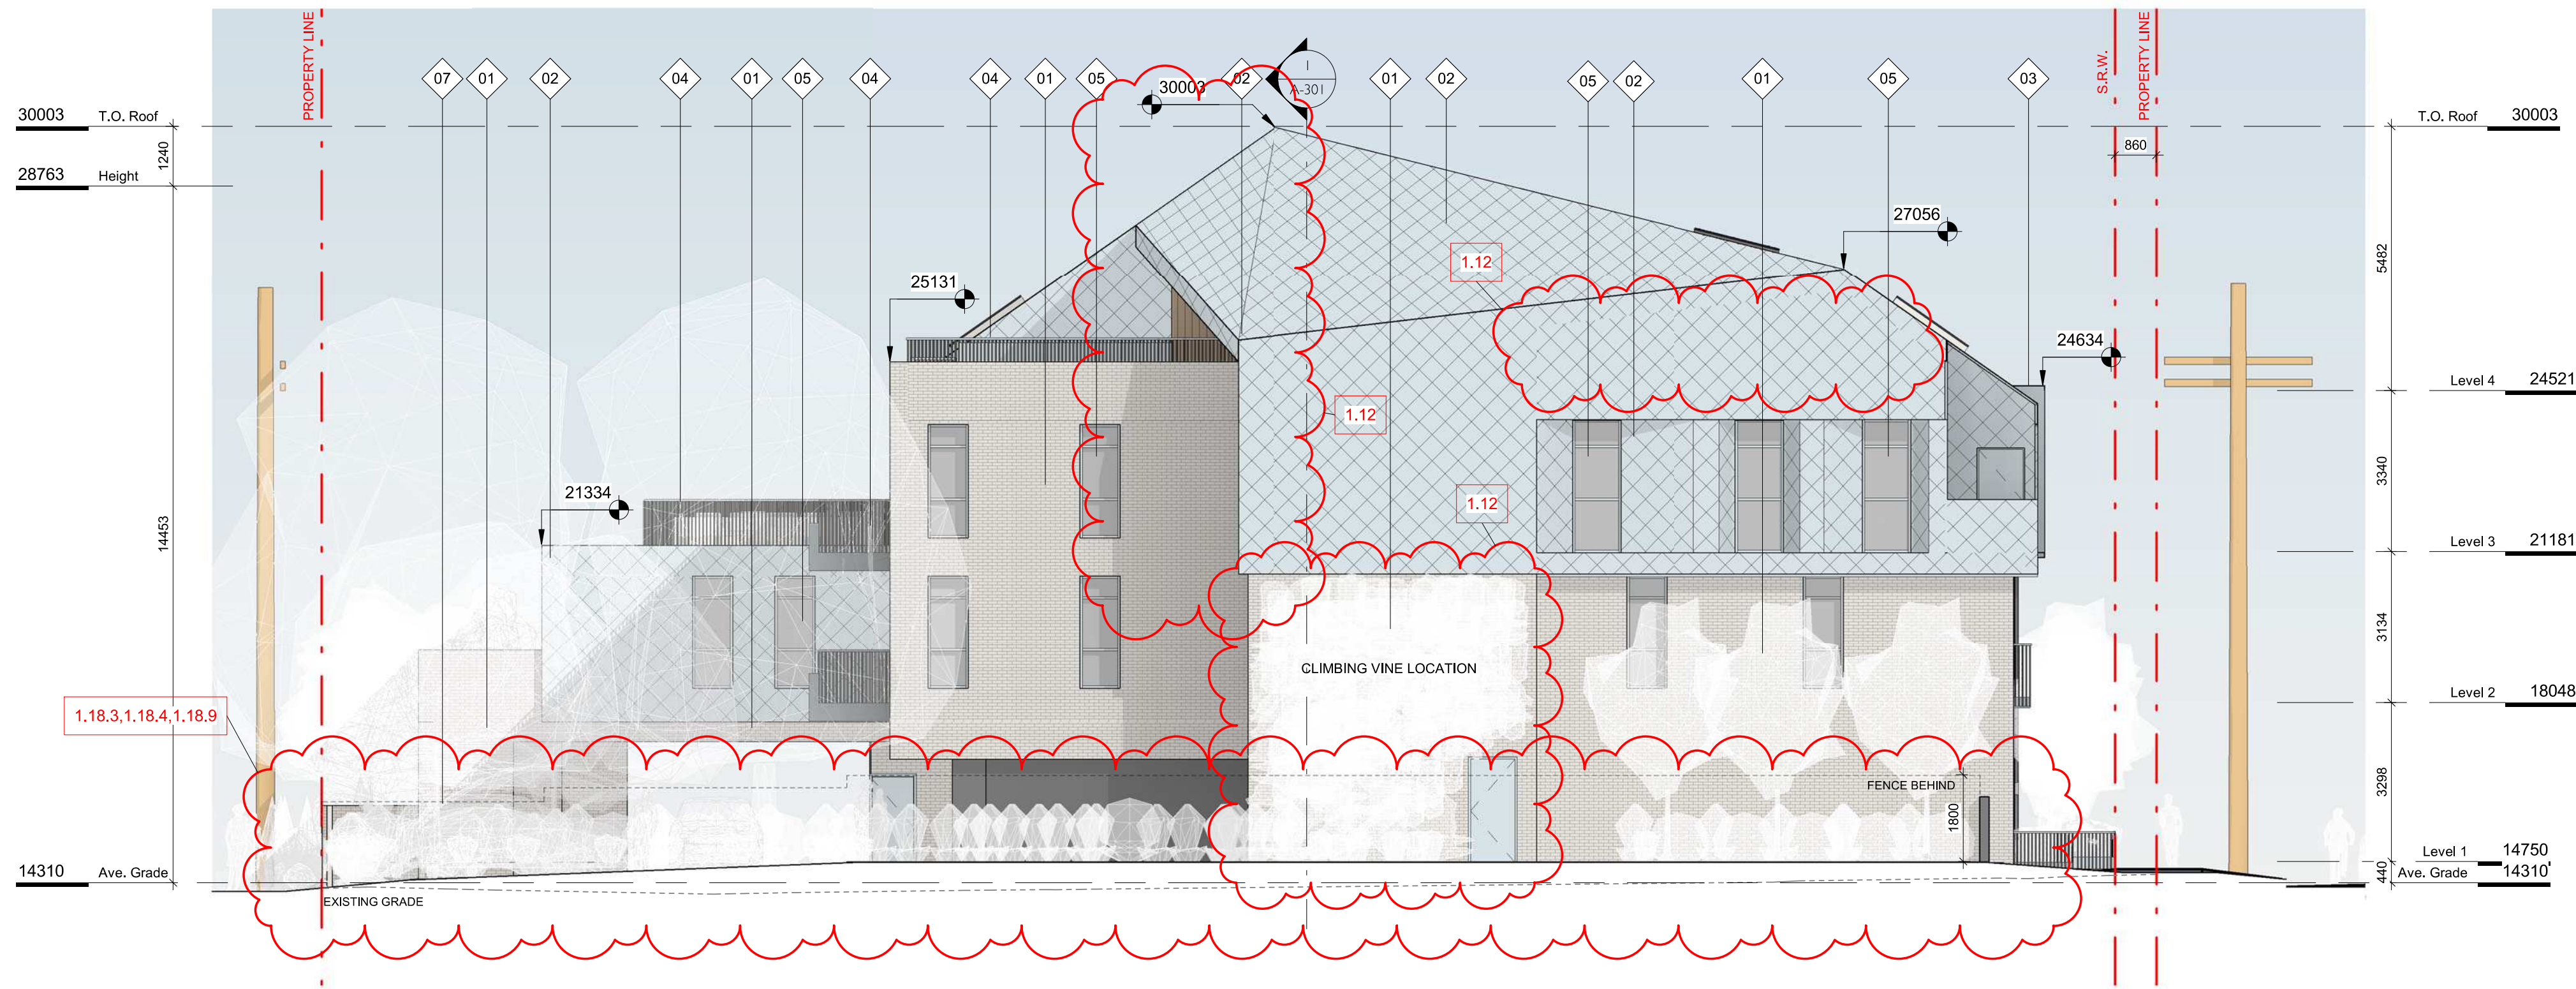 PROPERTY LINE
S.R.W.
PROPERTY LINE
07
01
02
04
01
05
04
04
01
05
02
1
A-301
01
02
05
02
01
05
03
30003
30003 T.O. Roof
T.O. Roof 30003
1240
860
28763 Height
27056
1.12
5482
25131
24634
Level 4 24521
1.12
3340
21334
1.12
14453
Level 3 21181
3134
CLIMBING VINE LOCATION
Level 2 18048
1.18.3,1.18.4,1.18.9
FENCE BEHIND
3298
1800
Level 1 14750
14310 Ave. Grade
440
Ave. Grade 14310
EXISTING GRADE